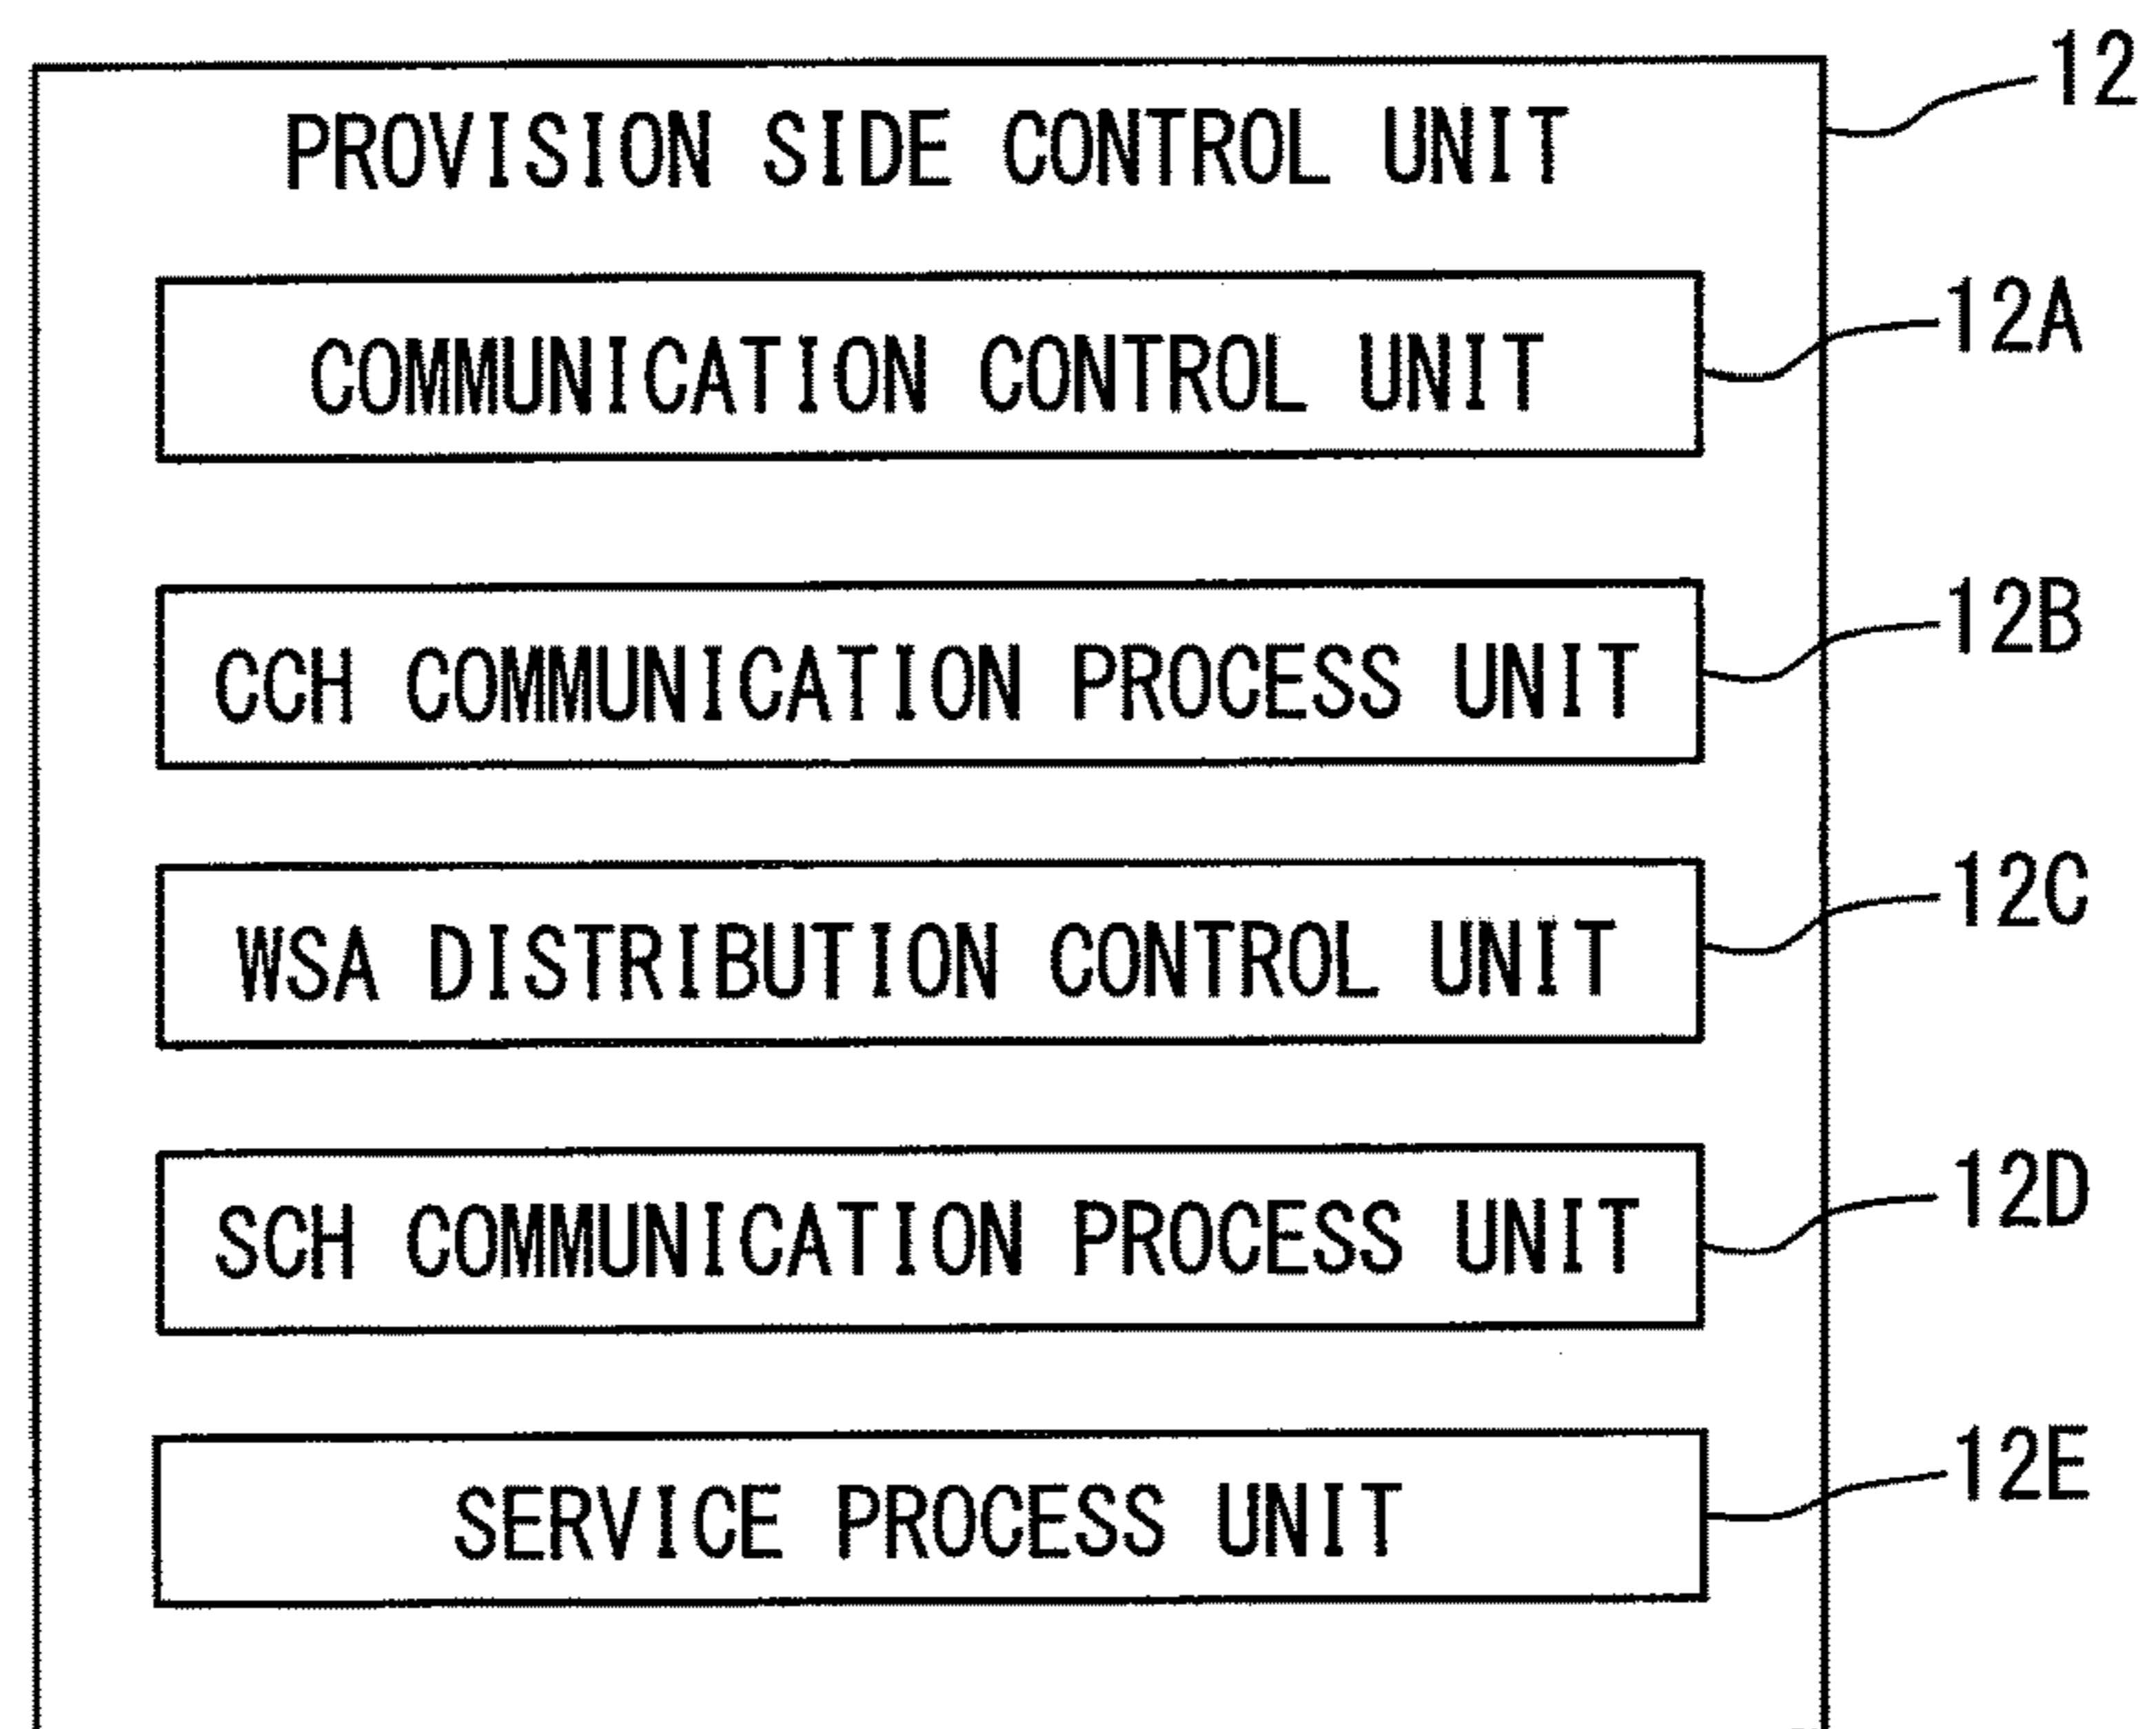 PROVISION SIDE CONTROL UNIT 12
COMMUNICATION CONTROL UNIT 12A
CCH COMMUNICATION PROCESS UNIT 12B
WSA DISTRIBUTION CONTROL UNIT 12C
SCH COMMUNICATION PROCESS UNIT 12D
SERVICE PROCESS UNIT 12E